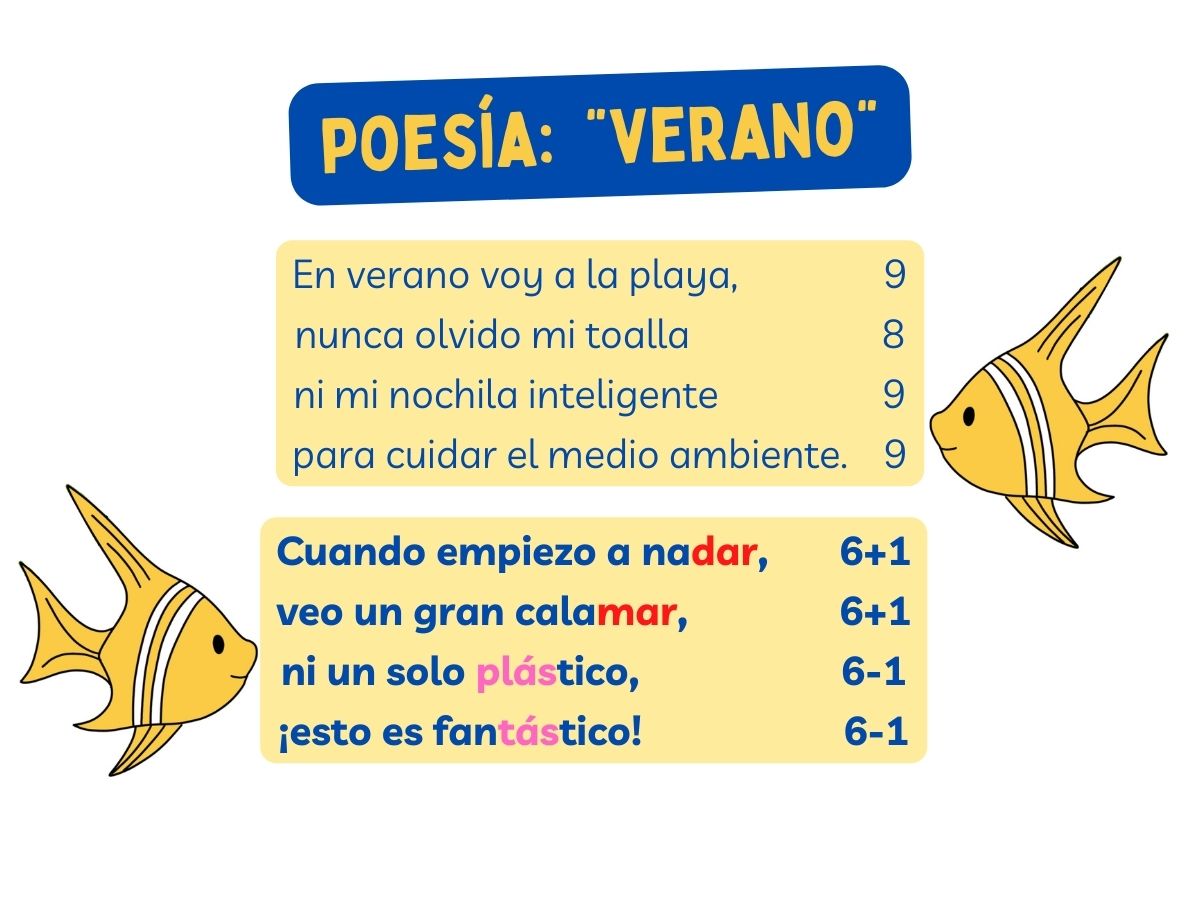 POESÍA: "VERANO"
En verano voy a la playa, 9
nunca olvido mi toalla 8
ni mi nochila inteligente 9
para cuidar el medio ambiente. 9
Cuando empiezo a nadar, 6+1
veo un gran calamar, 6+1
ni un solo plástico, 6-1
¡esto es fantástico! 6-1